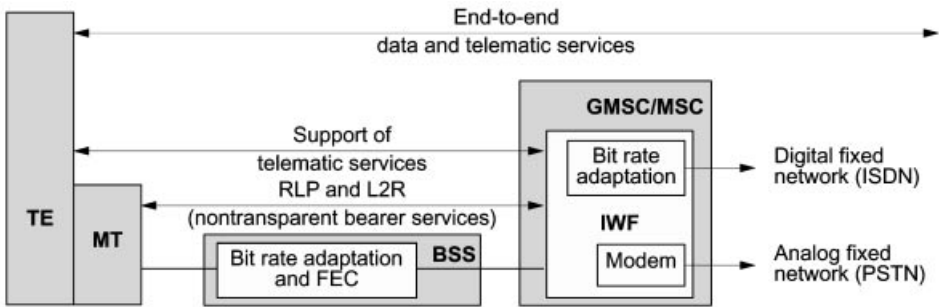 End-to-end
data and telematic services
GMSC/MSC
Support of
telematic services
Bit rate
adaptation
Digital fixed
network (ISDN)
RLP and L2R
(nontransparent bearer services)
TE
MT
IWF
BSS
Bit rate adaptation
and FEC
Modem
Analog fixed
network (PSTN)